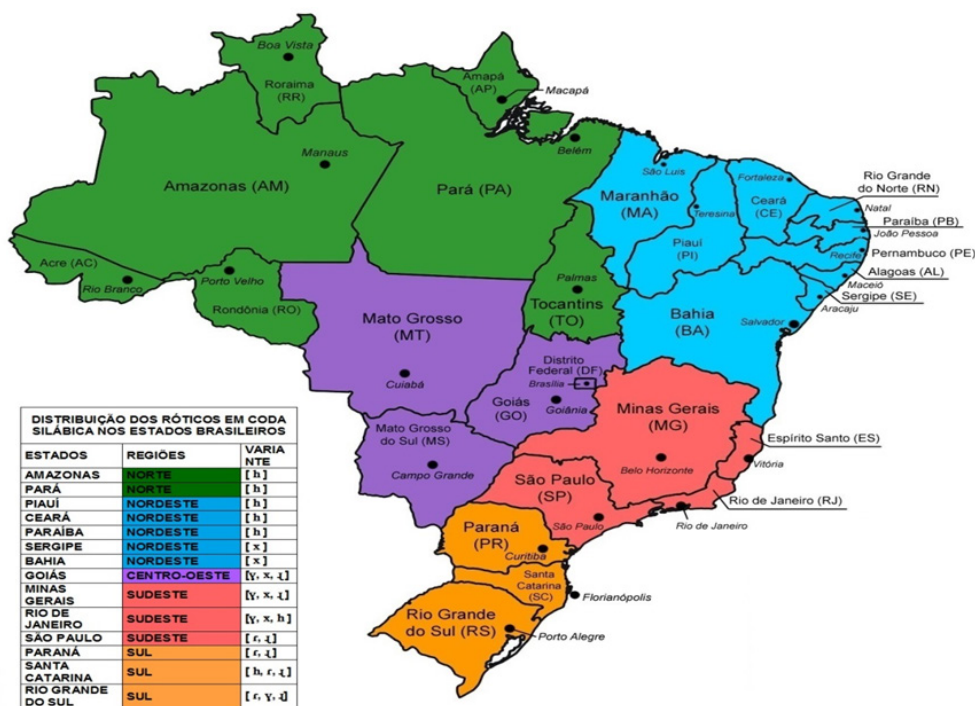 Boa Vista
Roraima
(RR)
Amapá
(AP)
Macapá
Manaus
Belém
Amazonas (AM)
Pará (PA)
São Luis
Maranhão
(MA)
Teresina
Fortaleza
Ceará
(CE)
Rio Grande
do Norte (RN)
Natal
Paraíba (PB)
João Pessoa
Piauí
(PI)
Recife
Pernambuco (PE)
Alagoas (AL)
Maceió
Sergipe (SE)
Aracaju
Acre (AC)
Rio Branco
Porto Velho
Rondônia (RO)
Palmas
Tocantins
(TO)
Bahia
(BA)
Salvador
Mato Grosso
(MT)
Cuiabá
Distrito
Federal (DF)
Brasília
Goiás
(GO)
Goiânia
Minas Gerais
(MG)
Belo Horizonte
Espírito Santo (ES)
Vitória
Mato Grosso
do Sul (MS)
Campo Grande
São Paulo
(SP)
São Paulo
Rio de Janeiro (RJ)
Rio de Janeiro
Paraná
(PR)
Curitiba
Santa
Catarina
(SC)
Florianópolis
Rio Grande
do Sul (RS)
Porto Alegre
DISTRIBUIÇÃO DOS RÓTICOS EM CODA
SILÁBICA NOS ESTADOS BRASILEIROS
ESTADOS REGIÕES VARIA
NTE
AMAZONAS NORTE [h]
PARÁ NORTE [h]
PIAUÍ NORDESTE [h]
CEARÁ NORDESTE [h]
PARAÍBA NORDESTE [h]
SERGIPE NORDESTE [x]
BAHIA NORDESTE [x]
GOIÁS CENTRO-OESTE [ɣ, x, ɻ]
MINAS
GERAIS SUDESTE [ɣ, x, ɻ]
RIO DE
JANEIRO SUDESTE [ɣ, x, h]
SÃO PAULO SUDESTE [ɾ, ɻ]
PARANÁ SUL [ɾ, ɻ]
SANTA
CATARINA SUL [h, ɾ, ɻ]
RIO GRANDE
DO SUL SUL [ɾ, ɣ, ɻ]